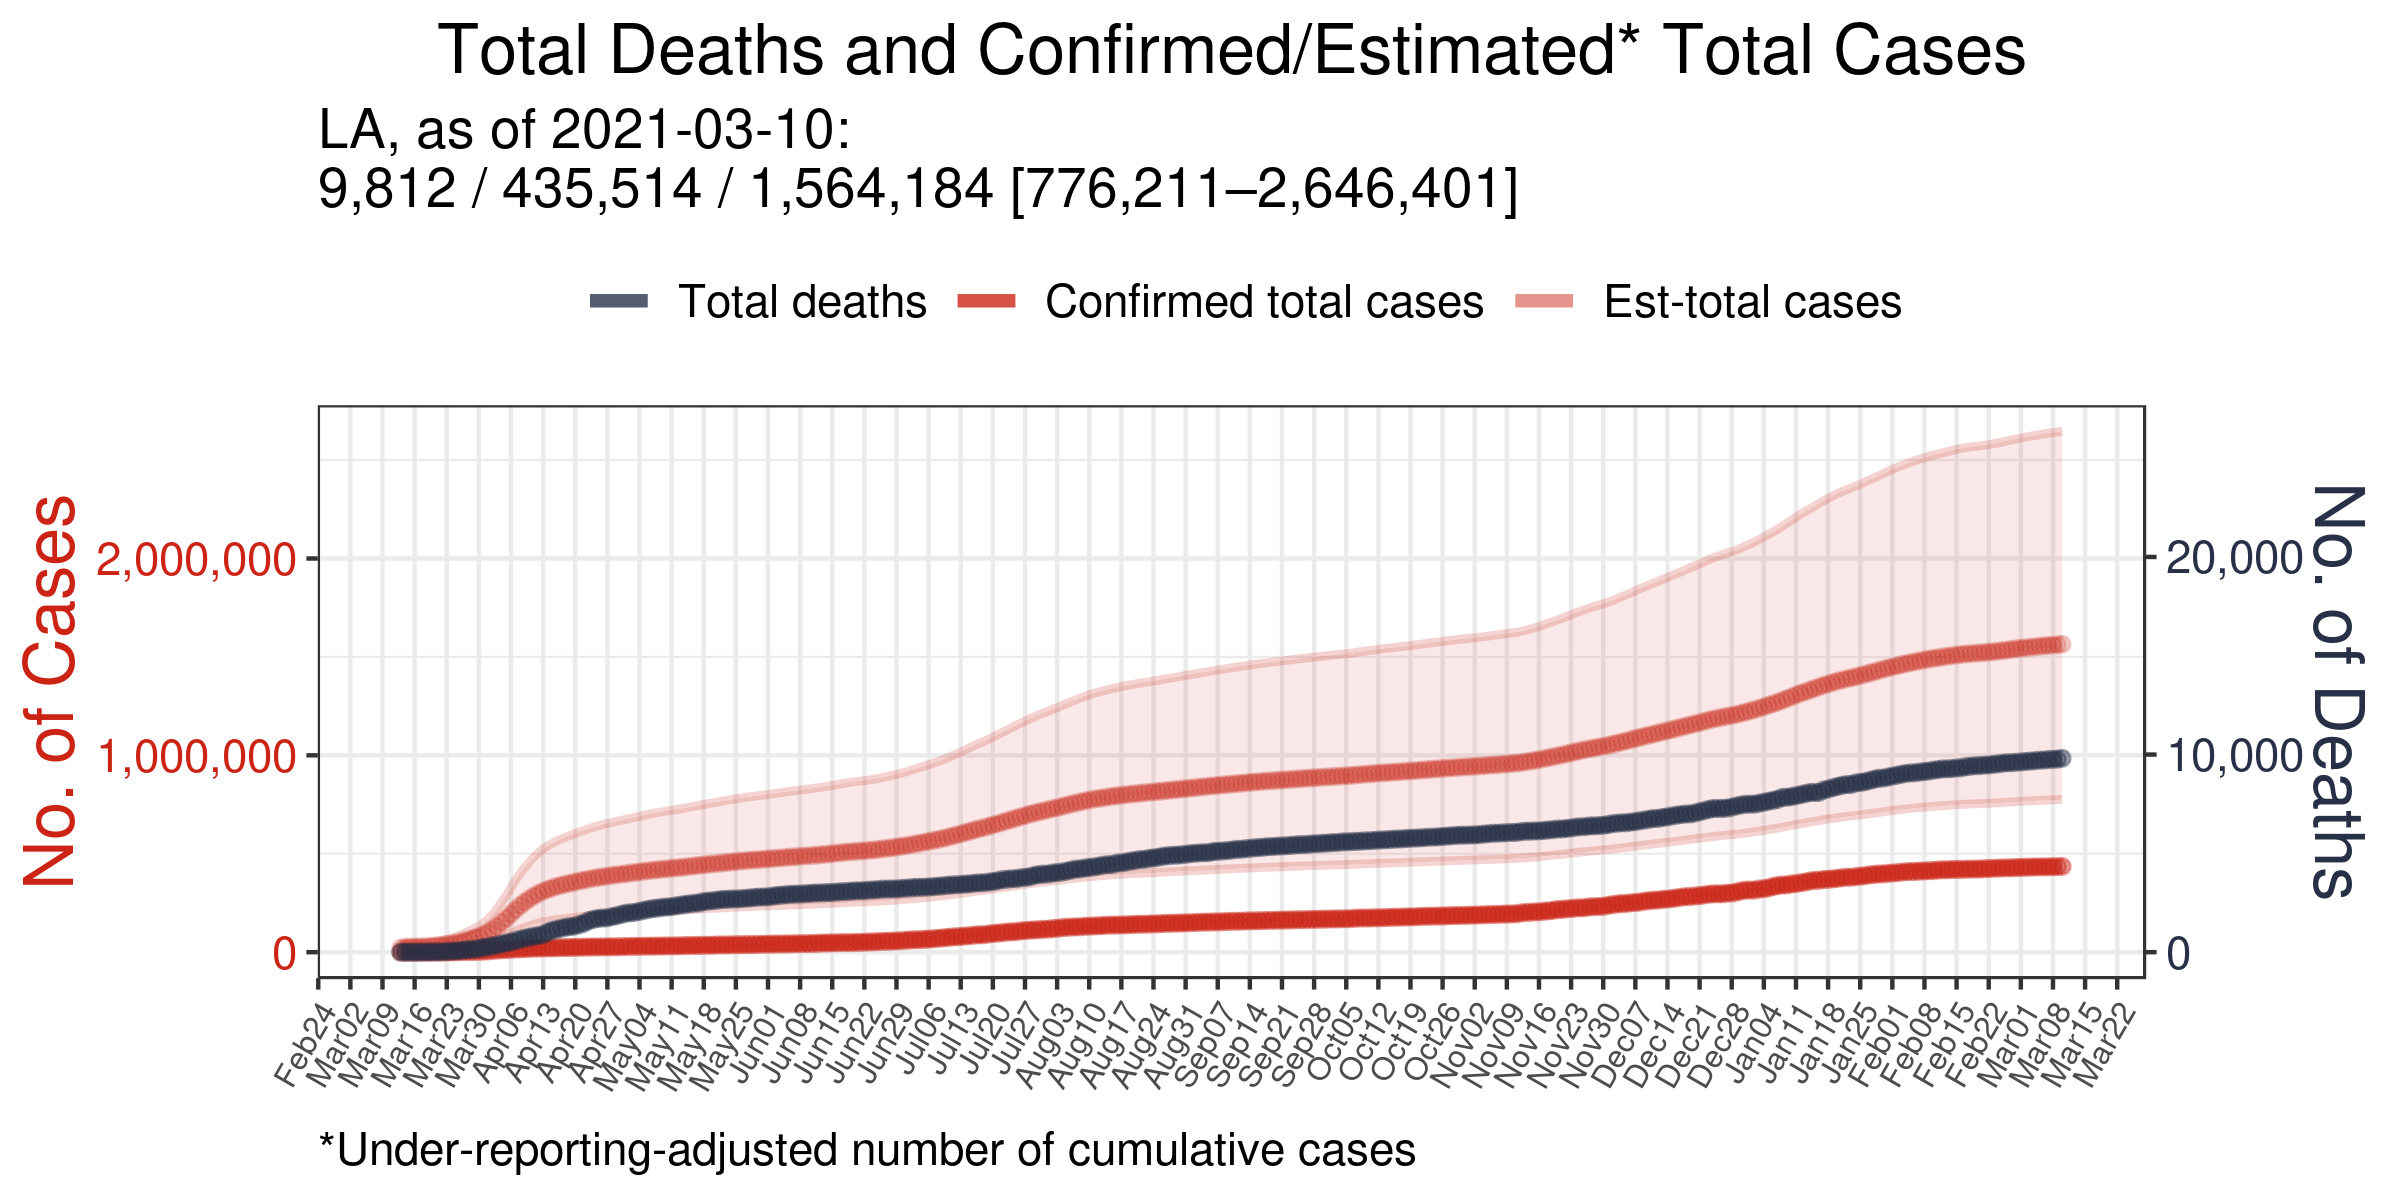 Total Deaths and Confirmed/Estimated* Total Cases
LA, as of 2021-03-10:
9,812 / 435,514 / 1,564,184 [776,211–2,646,401]
Total deaths Confirmed total cases Est-total cases
No. of Cases
2,000,000
1,000,000
0
20,000
10,000
0
No. of Deaths
Feb24 Mar02 Mar09 Mar16 Mar23 Mar30 Apr06 Apr13 Apr20 Apr27 May04 May11 May18 May25 Jun01 Jun08 Jun15 Jun22 Jun29 Jul06 Jul13 Jul20 Jul27 Aug03 Aug10 Aug17 Aug24 Aug31 Sep07 Sep14 Sep21 Sep28 Oct05 Oct12 Oct19 Oct26 Nov02 Nov09 Nov16 Nov23 Nov30 Dec07 Dec14 Dec21 Dec28 Jan04 Jan11 Jan18 Jan25 Feb01 Feb08 Feb15 Feb22 Mar01 Mar08 Mar15 Mar22
*Under-reporting-adjusted number of cumulative cases